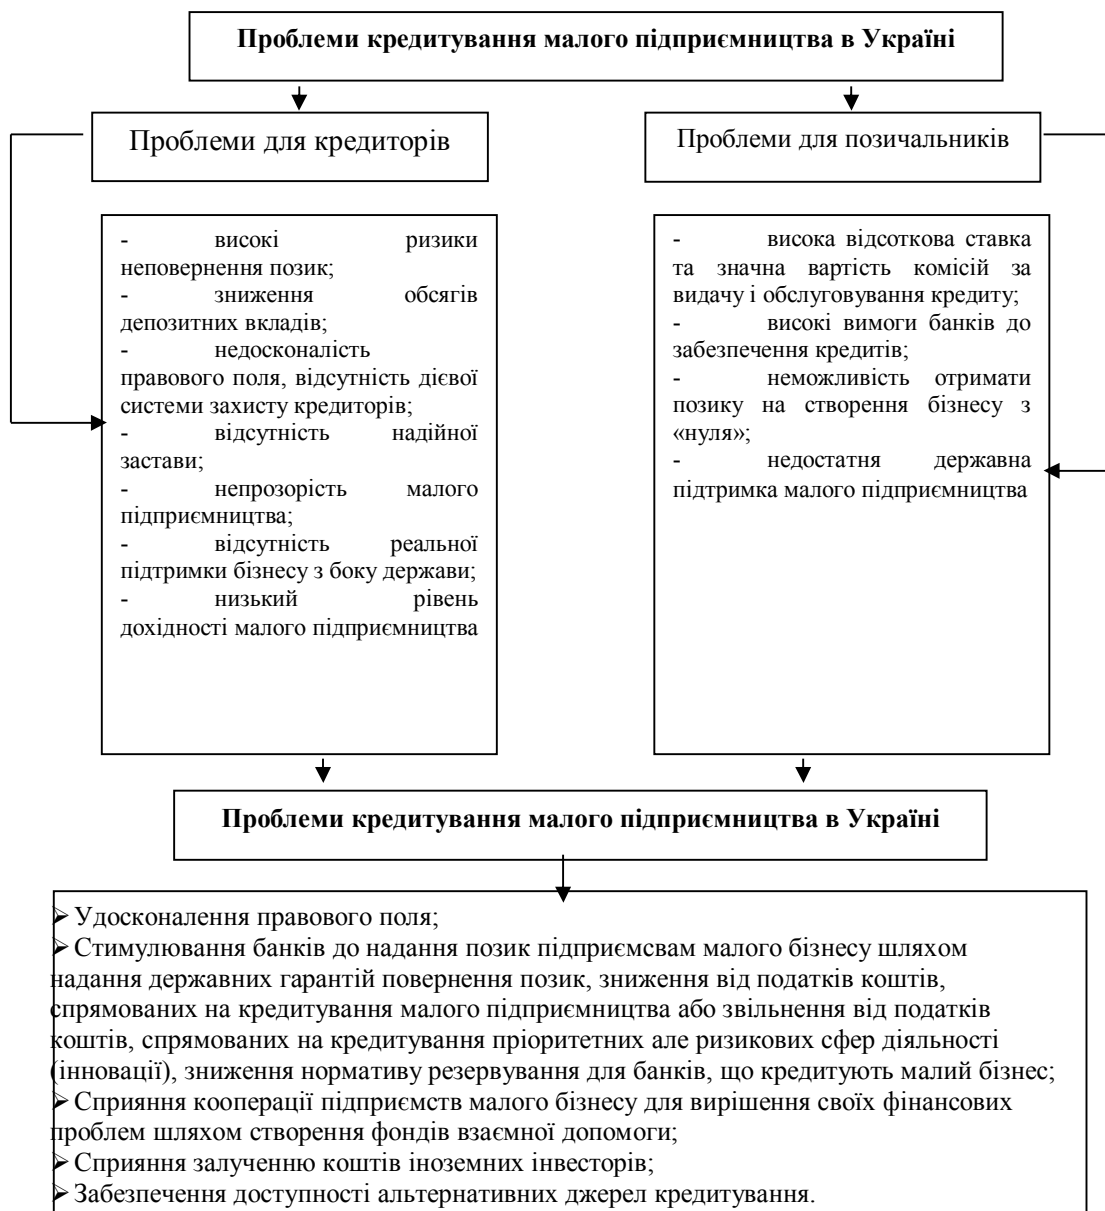 Проблеми кредитування малого підприємництва в Україні
Проблеми для кредиторів
Проблеми для позичальників
- високі ризики
неповернення позик;
- зниження обсягів
депозитних вкладів;
- недосконалість
правового поля, відсутність дієвої
системи захисту кредиторів;
- відсутність надійної
застави;
- непрозорість малого
підприємництва;
- відсутність реальної
підтримки бізнесу з боку держави;
- низький рівень
дохідності малого підприємництва
- висока відсоткова ставка
та значна вартість комісій за
видачу і обслуговування кредиту;
- високі вимоги банків до
забезпечення кредитів;
- неможливість отримати
позику на створення бізнесу з
«нуля»;
- недостатня державна
підтримка малого підприємництва
Проблеми кредитування малого підприємництва в Україні
➢ Удосконалення правового поля;
➢ Стимулювання банків до надання позик підприємсвам малого бізнесу шляхом
надання державних гарантій повернення позик, зниження від податків коштів,
спрямованих на кредитування малого підприємництва або звільнення від податків
коштів, спрямованих на кредитування пріоритетних але ризикових сфер діяльності
(інновації), зниження нормативу резервування для банків, що кредитують малий бізнес;
➢ Сприяння кооперації підприємств малого бізнесу для вирішення своїх фінансових
проблем шляхом створення фондів взаємної допомоги;
➢ Сприяння залученню коштів іноземних інвесторів;
➢ Забезпечення доступності альтернативних джерел кредитування.